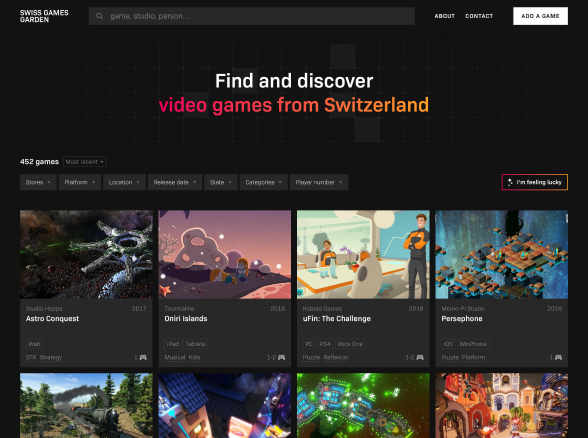 SWISS GAMES
GARDEN
game, studio, person...
ABOUT
CONTACT
ADD A GAME
Find and discover
video games from Switzerland
452 games
Most recent
Stores
Platform
Location
Release date
State
Categories
Player number
I'm feeling lucky
Studio Hoppe
2017
Astro Conquest
Web
STR Strategy
1
Tourmaline
2018
Oniri Islands
iPad
Tablets
Musical Kids
1-2
Kobold Games
2018
uFin: The Challenge
PC
PS4
Xbox One
Puzzle Reflexion
1-2
Momo-Pi Studio
2018
Persephone
iOS
WinPhone
Puzzle Platform
1